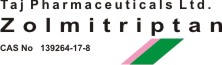 Taj Pharmaceuticals Ltd.
Zolmitriptan
CAS No 139264-17-8